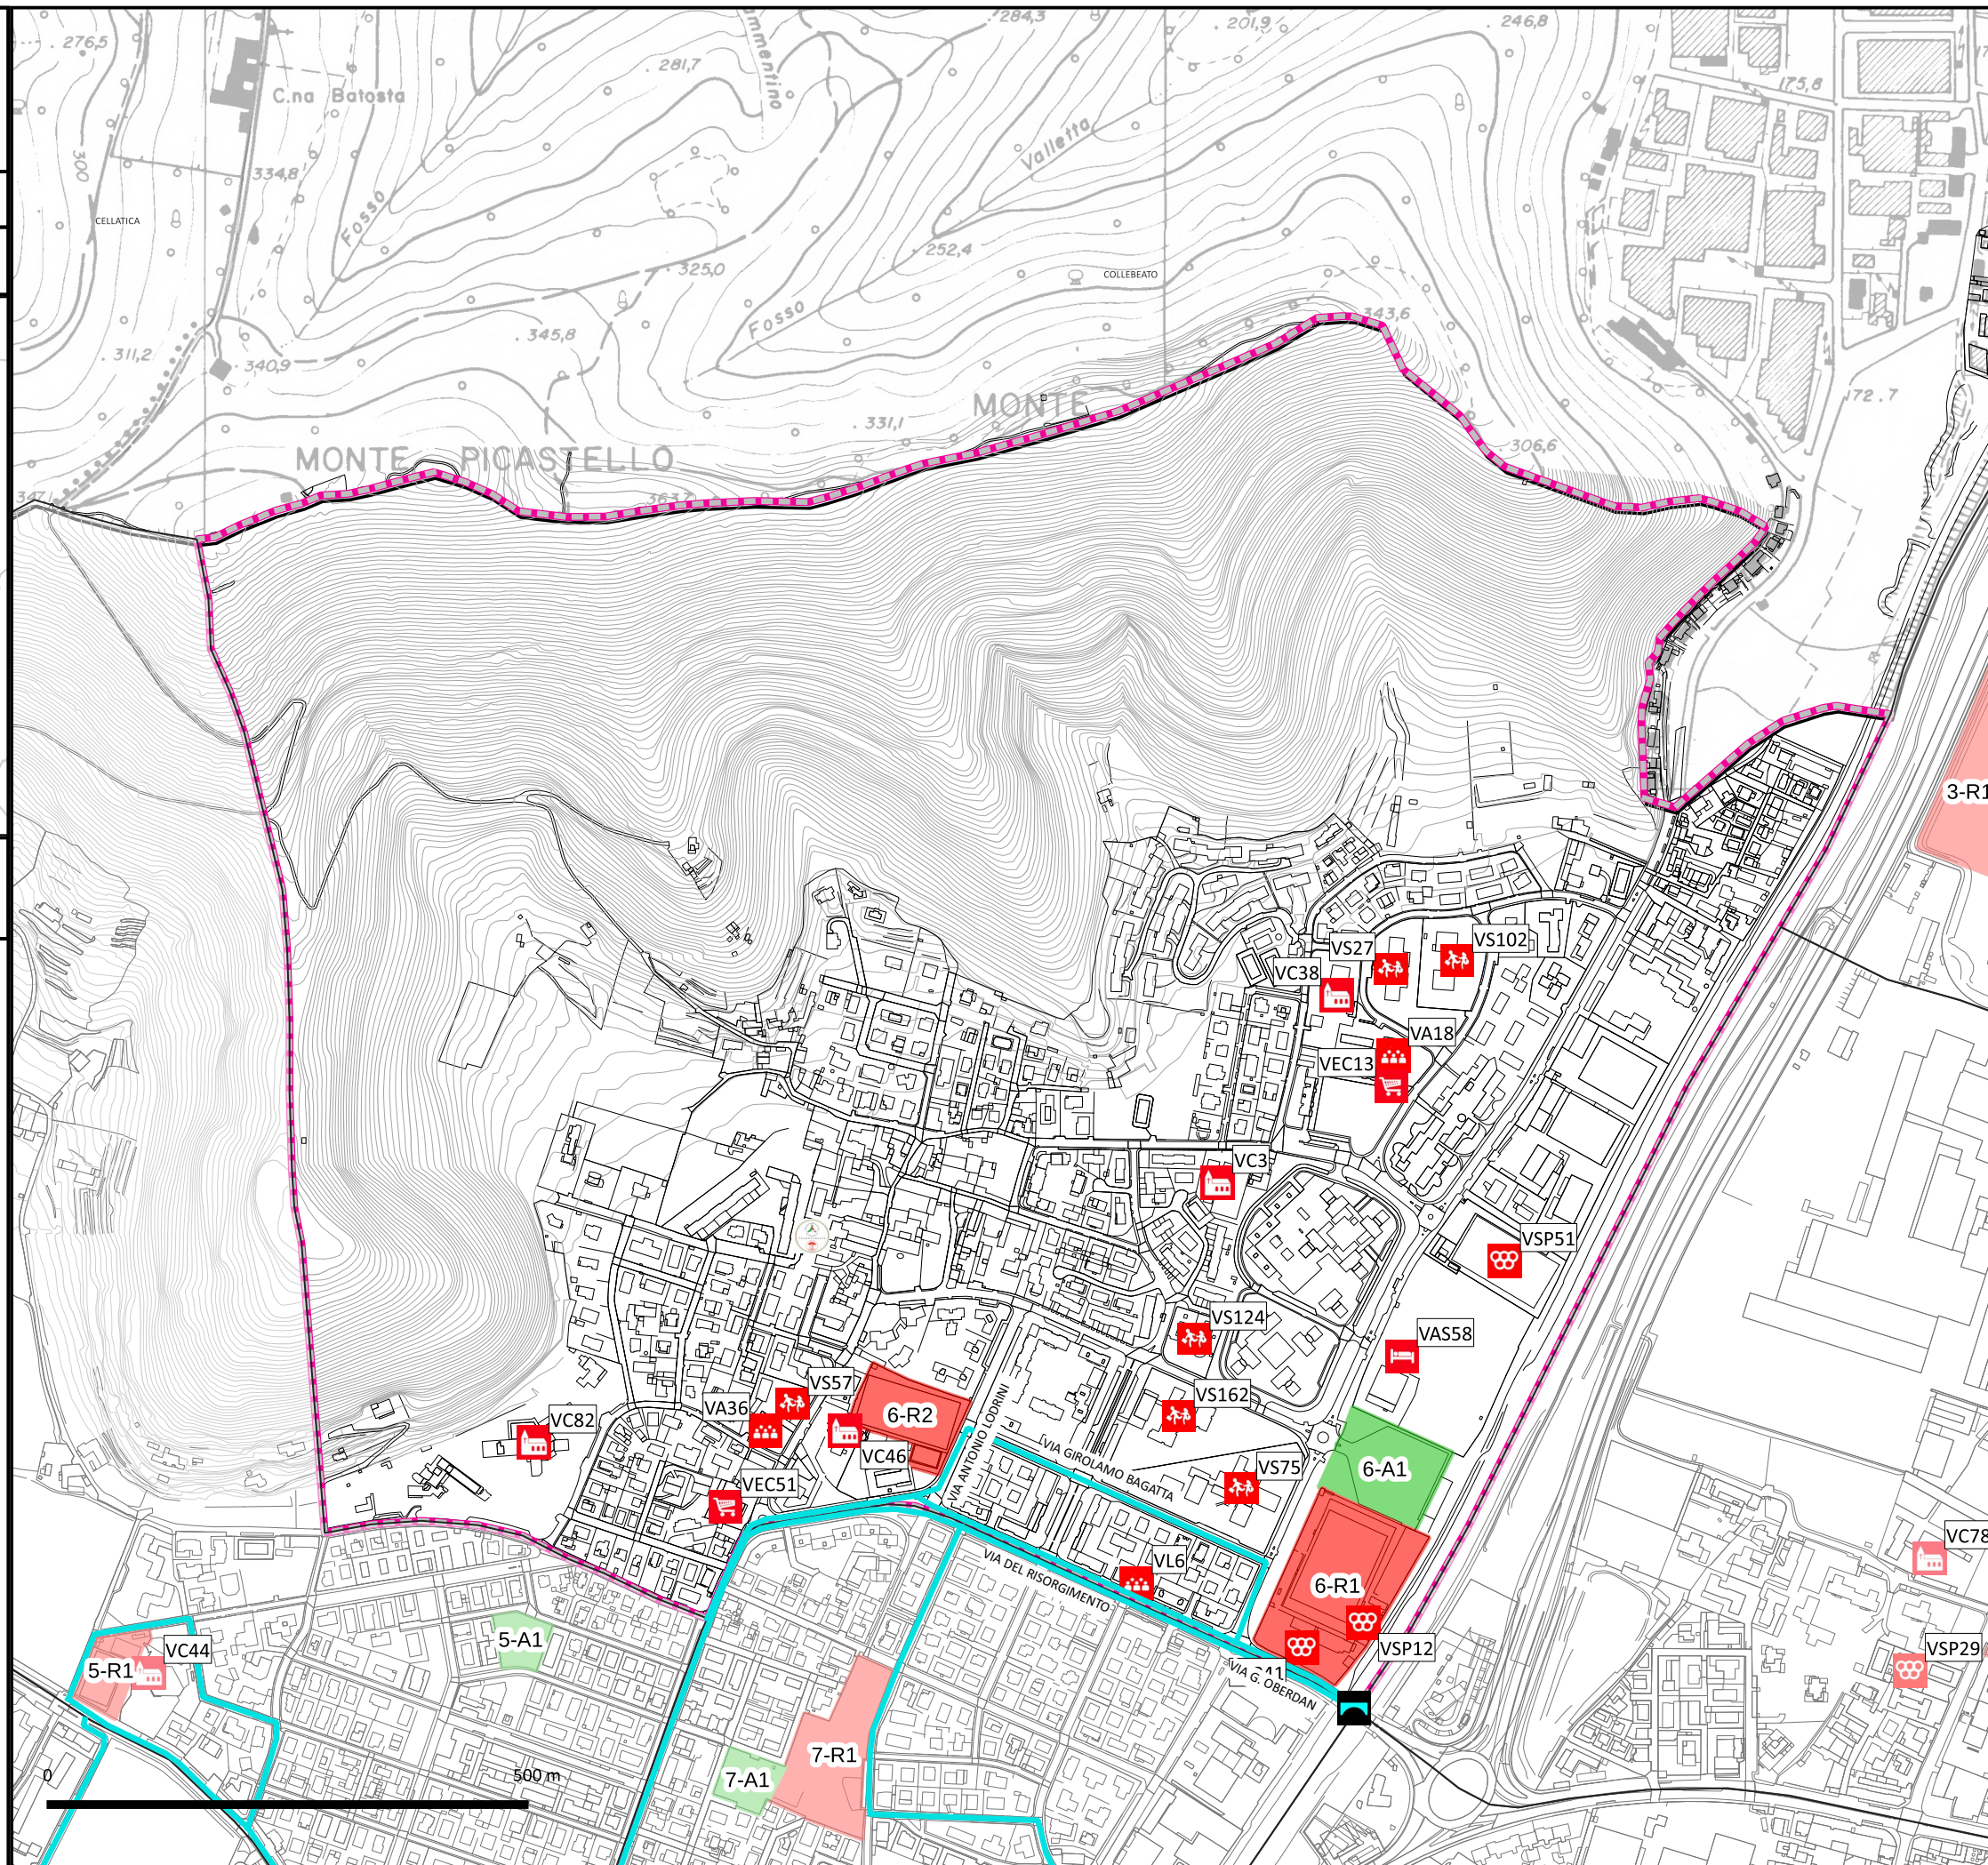 276,5
284,3
201,9
246,8
281,7
175,8
C.na Batosta
Valletta
300
334,8
Fosso
CELLATICA
252,4
325,0
COLLEBEATO
Fosso
343,6
345,8
311,2
340,9
172.7
MONTE
331,1
306,6
MONTE PICASTELLO
347,1
363,7
3-R1
VS27
VS102
VC38
VA18
VEC13
VC3
VSP51
VS124
VAS58
VS57
VS162
VA36
6-R2
VC82
VC46
VIA ANTONIO LODRINI
VIA GIROLAMO BAGATTA
VS75
6-A1
VEC51
VC78
VL6
VIA DEL RISORGIMENTO
6-R1
5-A1
VC44
5-R1
VSP12
VSP29
VIA G. OBERDAN
7-R1
7-A1
0
500 m